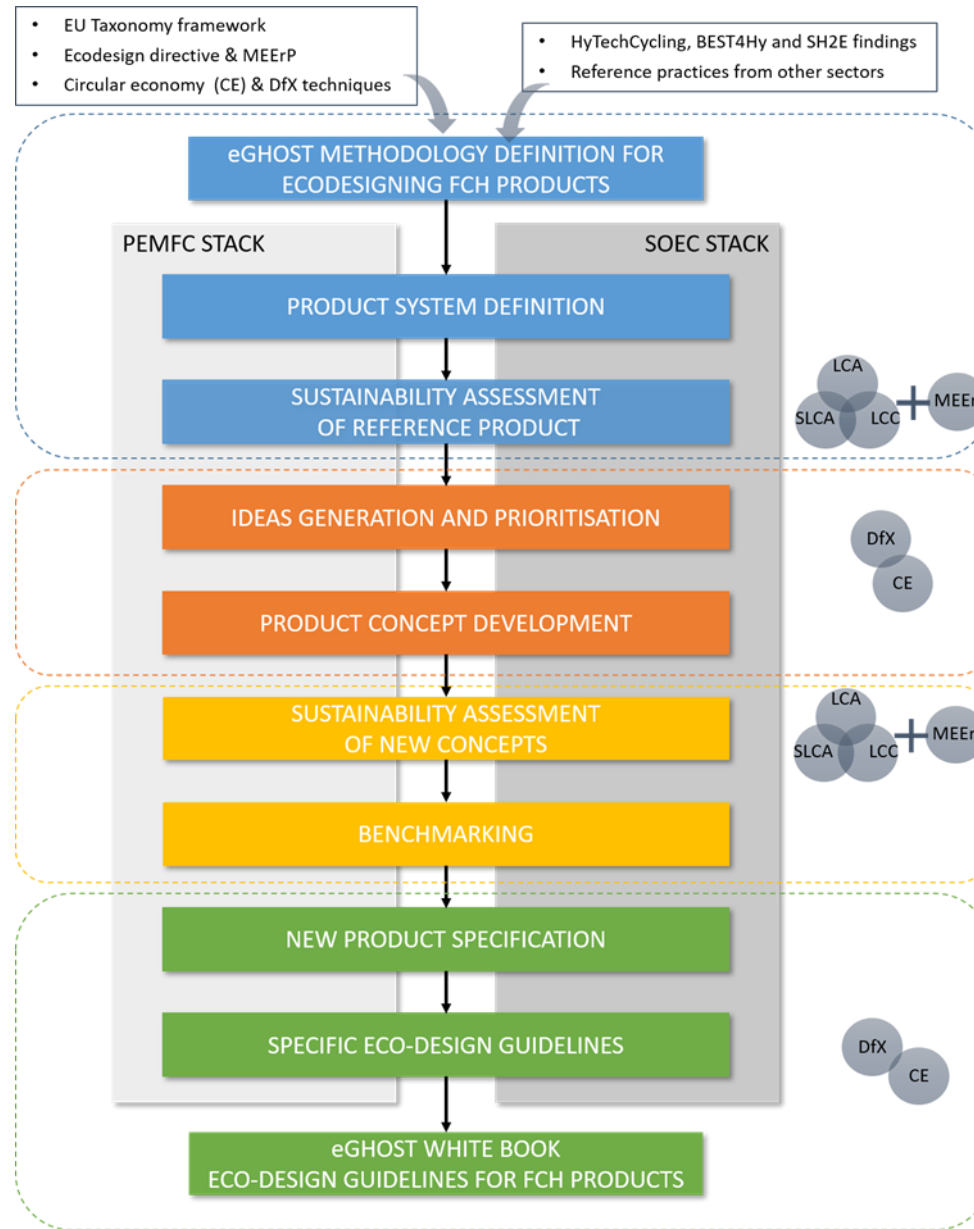 • EU Taxonomy framework
• Ecodesign directive & MEErP
• Circular economy (CE) & DfX techniques
• HyTechCycling, BEST4Hy and SH2E findings
• Reference practices from other sectors
eGHOST METHODOLOGY DEFINITION FOR
ECODESIGNING FCH PRODUCTS
PEMFC STACK
SOEC STACK
PRODUCT SYSTEM DEFINITION
SUSTAINABILITY ASSESSMENT
OF REFERENCE PRODUCT
LCA
SLCA
LCC
+
MEEr
IDEAS GENERATION AND PRIORITISATION
DfX
CE
PRODUCT CONCEPT DEVELOPMENT
SUSTAINABILITY ASSESSMENT
OF NEW CONCEPTS
LCA
SLCA
LCC
+
MEEr
BENCHMARKING
NEW PRODUCT SPECIFICATION
SPECIFIC ECO-DESIGN GUIDELINES
DfX
CE
eGHOST WHITE BOOK
ECO-DESIGN GUIDELINES FOR FCH PRODUCTS